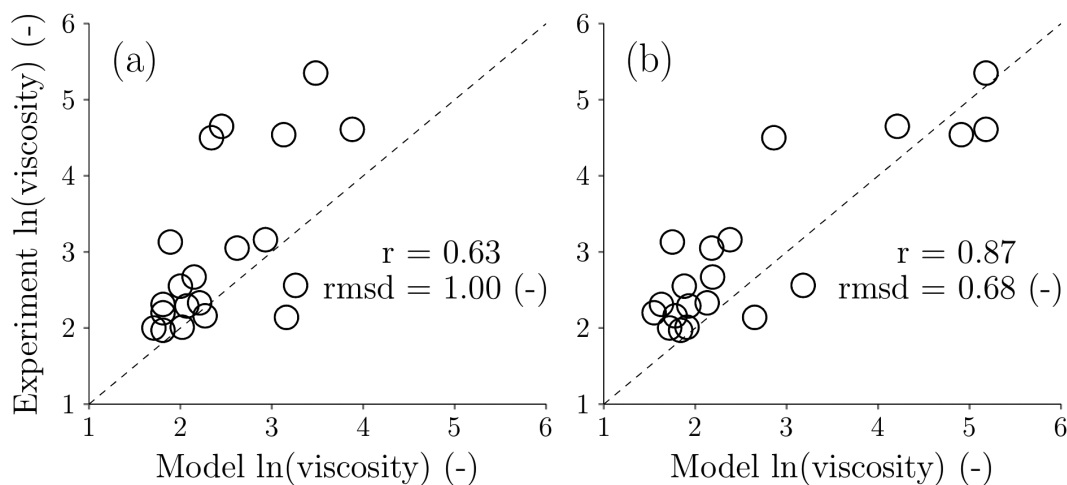 Experiment ln(viscosity) (-)
(a)
6
5
4
3
2
1
r = 0.63
rmsd = 1.00 (-)
1 2 3 4 5 6
Model ln(viscosity) (-)
(b)
6
5
4
3
2
1
r = 0.87
rmsd = 0.68 (-)
1 2 3 4 5 6
Model ln(viscosity) (-)